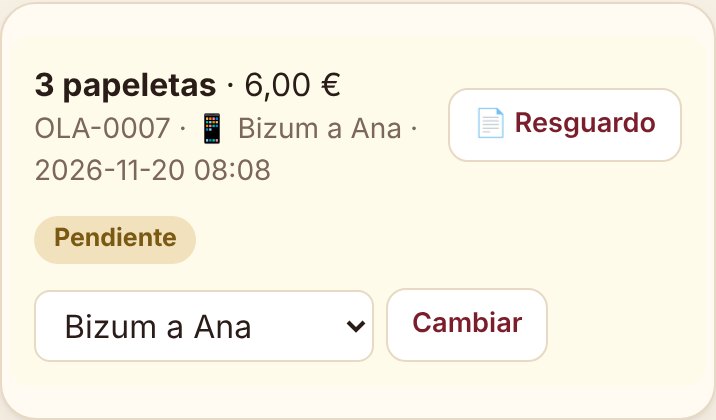 3 papeletas · 6,00 €
OLA-0007 · 📱 Bizum a Ana ·
2026-11-20 08:08
📄 Resguardo
Pendiente
Bizum a Ana
Cambiar